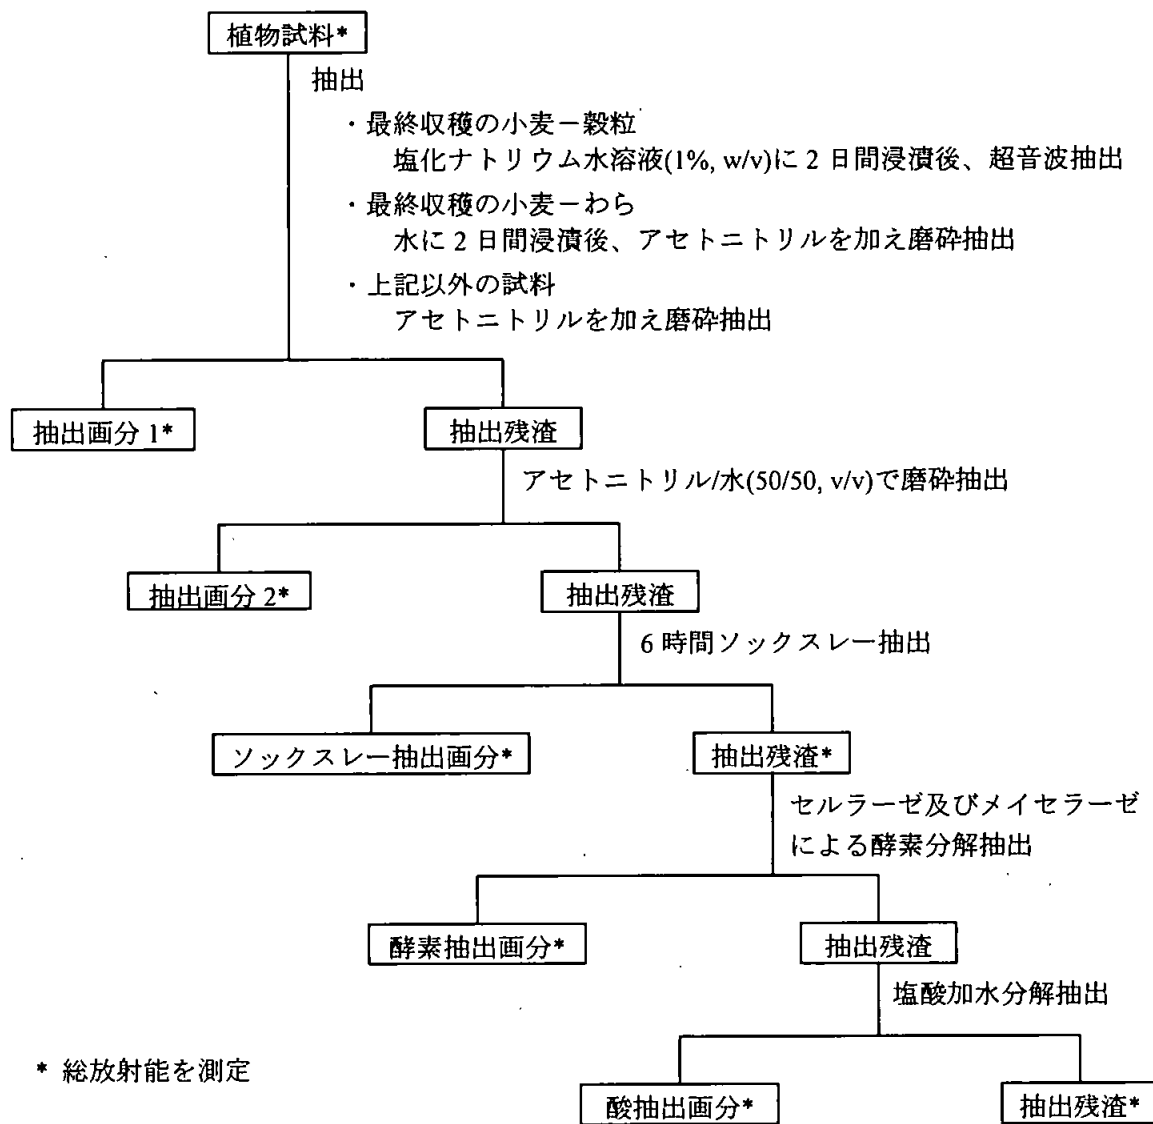 植物試料*
抽出
・最終収穫の小麦－穀粒
塩化ナトリウム水溶液(1%, w/v)に 2 日間浸漬後、超音波抽出
・最終収穫の小麦－わら
水に 2 日間浸漬後、アセトニトリルを加え磨砕抽出
・上記以外の試料
アセトニトリルを加え磨砕抽出
抽出画分 1*
抽出残渣
アセトニトリル/水(50/50, v/v)で磨砕抽出
抽出画分 2*
抽出残渣
6 時間ソックスレー抽出
ソックスレー抽出画分*
抽出残渣*
セルラーゼ及びメイセラーゼ
による酵素分解抽出
酵素抽出画分*
抽出残渣
塩酸加水分解抽出
* 総放射能を測定
酸抽出画分*
抽出残渣*